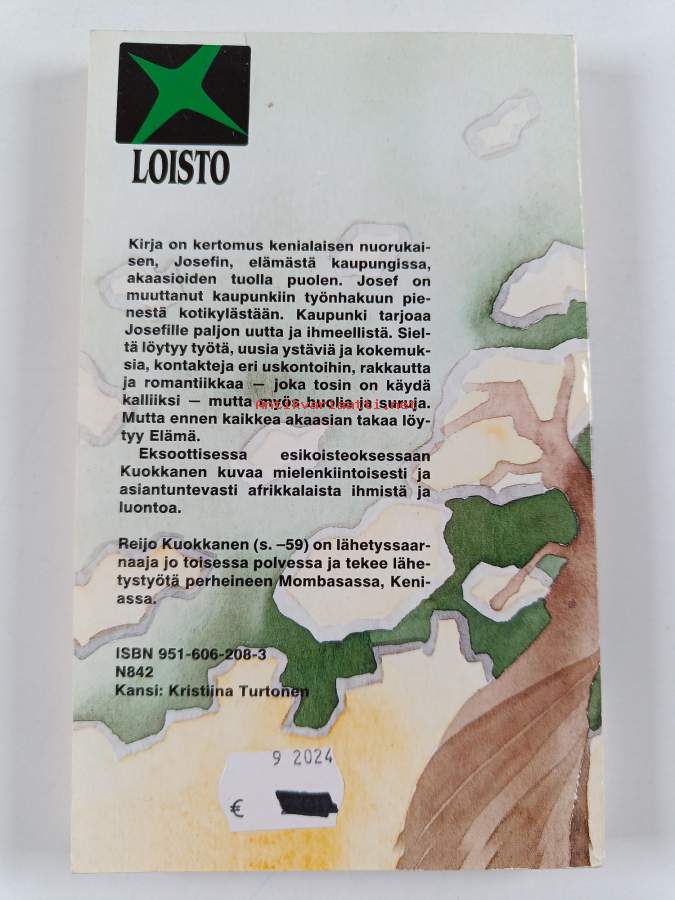 LOISTO
Kirja on kertomus kenialaisen nuorukai-
sen, Josefin, elämästä kaupungissa,
akaasioiden tuolla puolen. Josef on
muuttanut kaupunkiin työnhakuun pie-
nestä kotikylästään. Kaupunki tarjoaa
Josefille paljon uutta ja ihmeellistä. Siel-
tä löytyy työtä, uusia ystäviä ja kokemuk-
sia, kontakteja eri uskontoihin, rakkautta
ja romantiikkaa — joka tosin on käydä
kalliiksi — mutta myös huolia ja suruja.
Antikvariaatti.net
Mutta ennen kaikkea akaasian takaa löy-
tyy Elämä.
Eksoottisessa esikoisteoksessaan
Kuokkanen kuvaa mielenkiintoisesti ja
asiantuntevasti afrikkalaista ihmistä ja
luontoa.
Reijo Kuokkanen (s. –59) on lähetyssaar-
naaja jo toisessa polvessa ja tekee lähe-
tystyötä perheineen Mombasassa, Keni-
assa.
ISBN 951-606-208-3
N842
Kansi: Kristiina Turtonen
9 2024
€